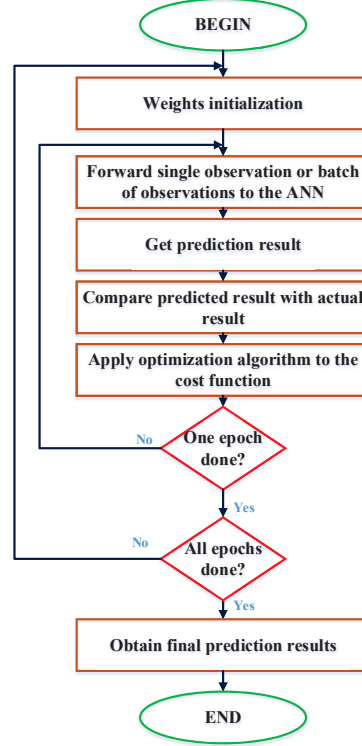 BEGIN
Weights initialization
Forward single observation or batch
of observations to the ANN
Get prediction result
Compare predicted result with actual
result
Apply optimization algorithm to the
cost function
No
One epoch
done?
Yes
No
All epochs
done?
Yes
Obtain final prediction results
END